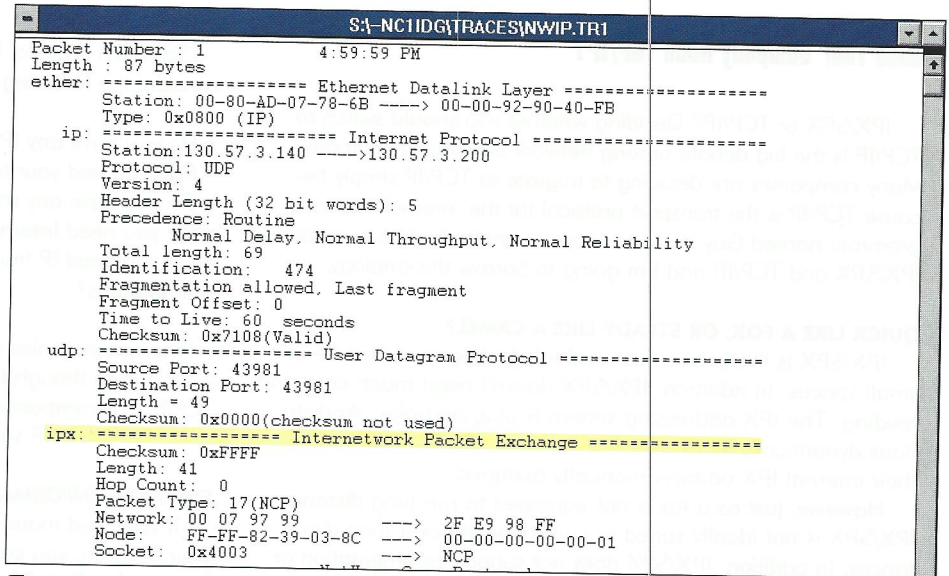 S:\~NC1IDG\TRACES\NWIP.TR1
Packet Number : 1 4:59:59 PM
Length : 87 bytes
ether: ==================== Ethernet Datalink Layer ====================
Station: 00-80-AD-07-78-6B ----> 00-00-92-90-40-FB
Type: 0x0800 (IP)
ip: ====================== Internet Protocol ======================
Station:130.57.3.140 ---->130.57.3.200
Protocol: UDP
Version: 4
Header Length (32 bit words): 5
Precedence: Routine
Normal Delay, Normal Throughput, Normal Reliability
Total length: 69
Identification: 474
Fragmentation allowed, Last fragment
Fragment Offset: 0
Time to Live: 60 seconds
Checksum: 0x7108(Valid)
udp: =================== User Datagram Protocol ===================
Source Port: 43981
Destination Port: 43981
Length = 49
Checksum: 0x0000(checksum not used)
ipx: ================= Internetwork Packet Exchange ================
Checksum: 0xFFFF
Length: 41
Hop Count: 0
Packet Type: 17(NCP)
Network: 00 07 97 99 ---> 2F E9 98 FF
Node: FF-FF-82-39-03-8C ---> 00-00-00-00-00-01
Socket: 0x4003 ---> NCP